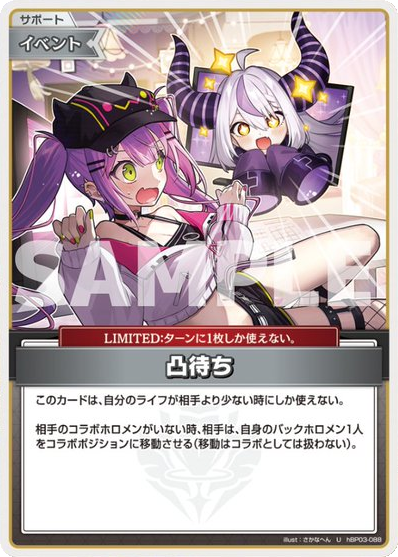 サポート
イベント
SAMPLE
LIMITED:ターンに1枚しか使えない。
凸待ち
このカードは、自分のライフが相手より少ない時にしか使えない。
相手のコラボホロメンがいない時、相手は、自身のバックホロメン1人
をコラボポジションに移動させる(移動はコラボとしては扱わない)。
illust:さかなへん U hBP03-088